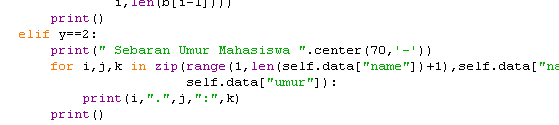 i,len(b[i-1])))
print()
elif y==2:
print(" Sebaran Umur Mahasiswa ".center(70,'-'))
for i,j,k in zip(range(1,len(self.data["name"])+1),self.data["na
self.data["umur"]):
print(i,".",j,":",k)
print()